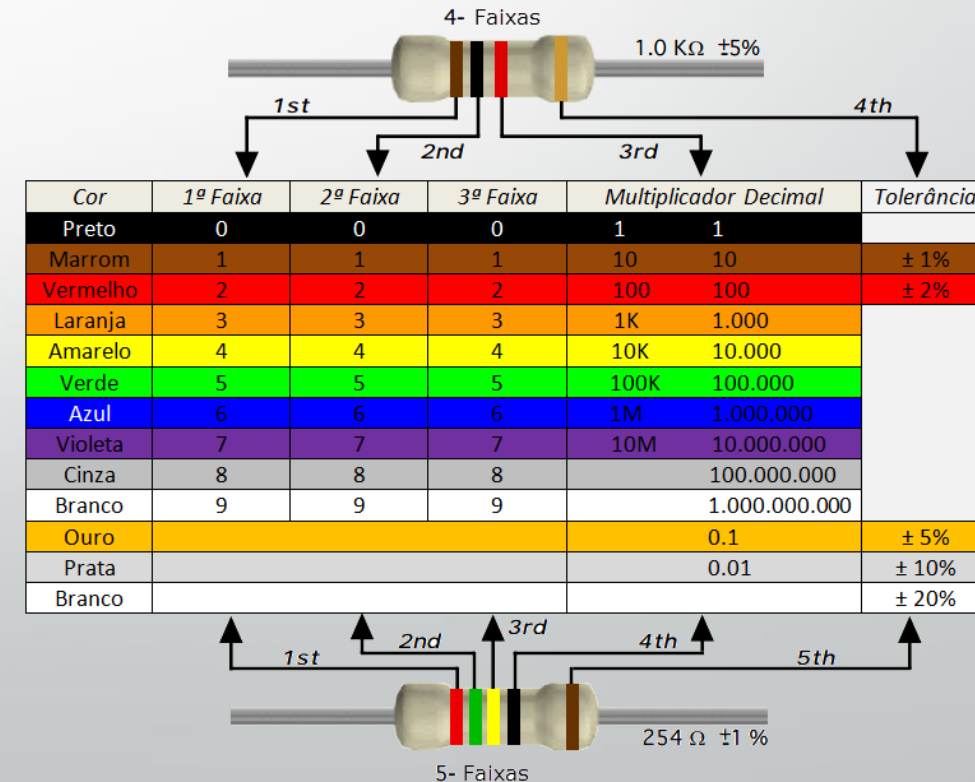 4- Faixas
1.0 KΩ ±5%
1st
4th
2nd
3rd
Cor 1ª Faixa 2ª Faixa 3ª Faixa Multiplicador Decimal Tolerância
Preto 0 0 0 1 1
Marrom 1 1 1 10 10 ± 1%
Vermelho 2 2 2 100 100 ± 2%
Laranja 3 3 3 1K 1.000
Amarelo 4 4 4 10K 10.000
Verde 5 5 5 100K 100.000
Azul 6 6 6 1M 1.000.000
Violeta 7 7 7 10M 10.000.000
Cinza 8 8 8 100.000.000
Branco 9 9 9 1.000.000.000
Ouro 0.1 ± 5%
Prata 0.01 ± 10%
Branco ± 20%
1st 2nd 3rd 4th 5th
254 Ω ±1 %
5- Faixas